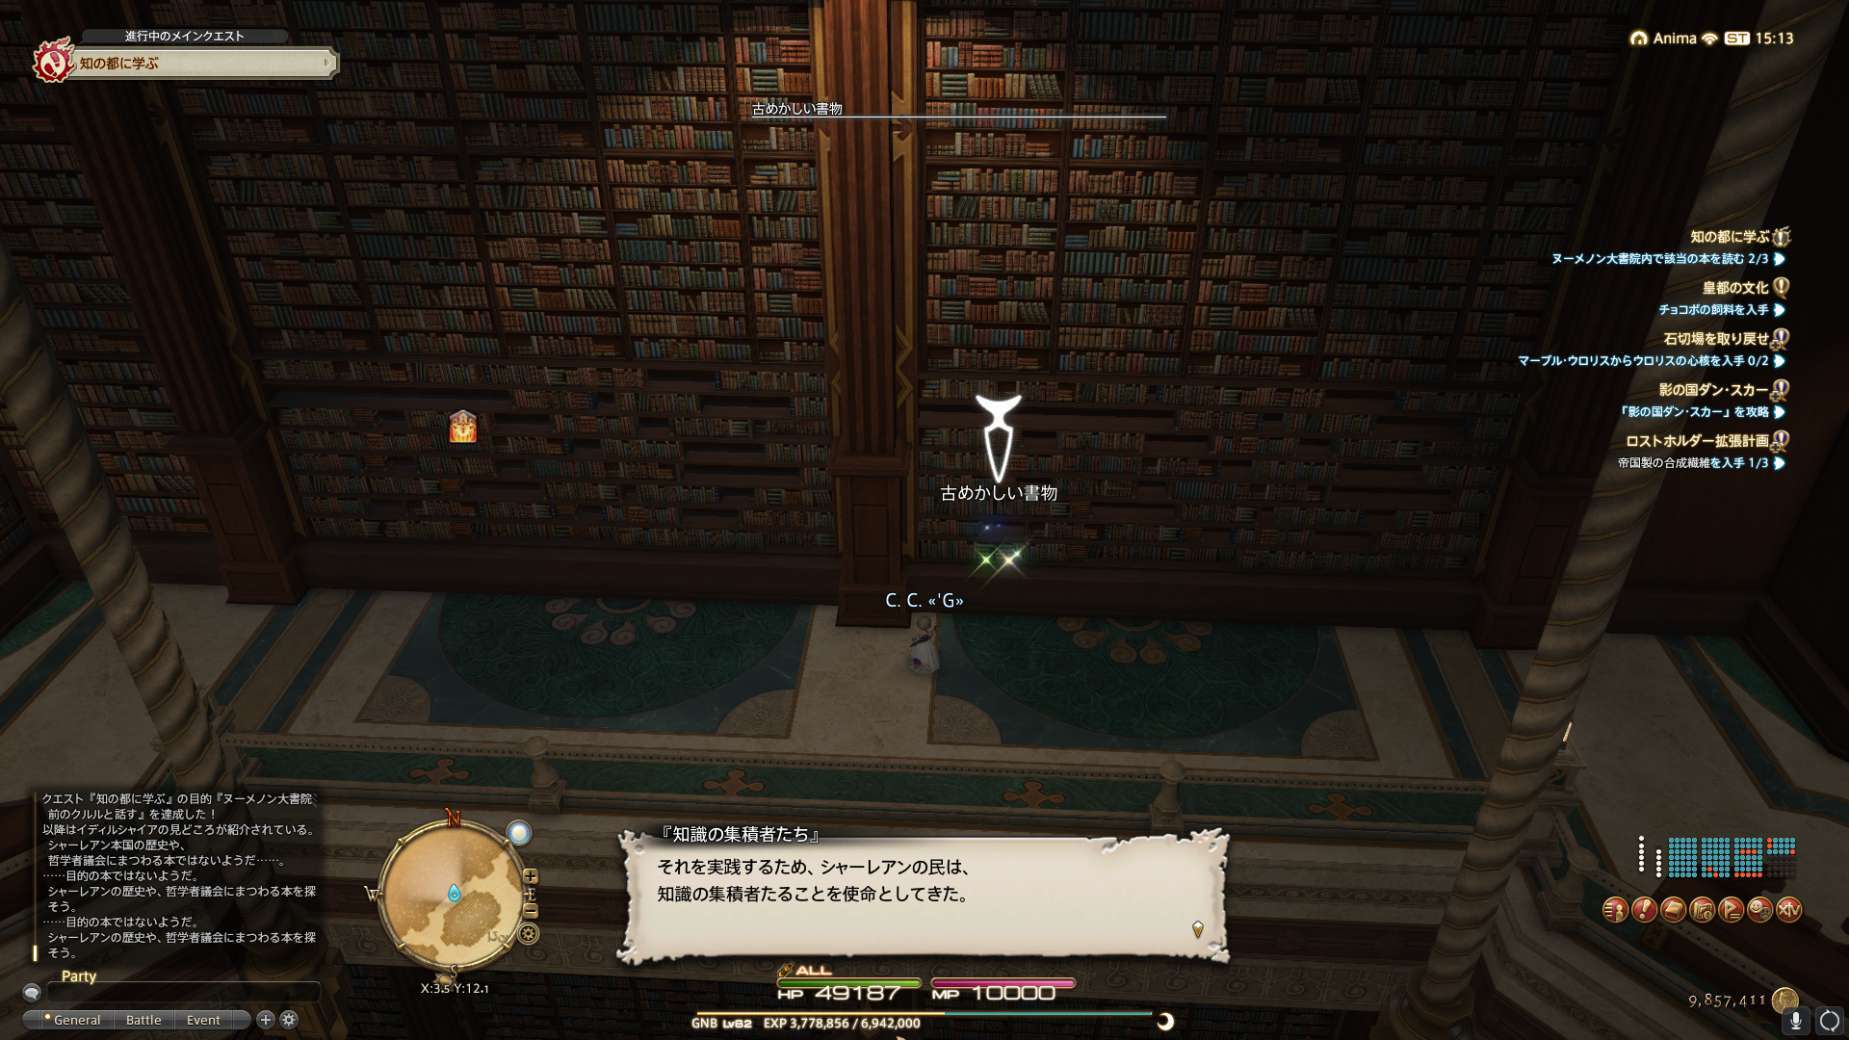 進行中のメインクエスト
知の都に学ぶ
Anima ST 15:13
古めかしい書物
知の都に学ぶ
ヌーメノン大書院内で該当の本を読む 2/3
皇都の文化
チョコボの飼料を入手
石切場を取り戻せ
マーブル・ウロリスからウロリスの心核を入手 0/2
影の国ダン・スカー
「影の国ダン・スカー」を攻略
ロストホルダー拡張計画
帝国製の合成繊維を入手 1/3
古めかしい書物
C. C. «'G»
クエスト『知の都に学ぶ』の目的『ヌーメノン大書院
前のクルルと話す』を達成した！
以降はイディルシャイアの見どころが紹介されている。
シャーレアン本国の歴史や、
哲学者議会にまつわる本ではないようだ……。
……目的の本ではないようだ。
シャーレアンの歴史や、哲学者議会にまつわる本を探
そう。
……目的の本ではないようだ。
シャーレアンの歴史や、哲学者議会にまつわる本を探
そう。
Party
General Battle Event
N
W
E
S
X:3.5 Y:12.1
『知識の集積者たち』
それを実践するため、シャーレアンの民は、
知識の集積者たることを使命としてきた。
ALL
HP 49187 MP 10000
GNB Lv82 EXP 3,778,856 / 6,942,000
XIV
9,857,411